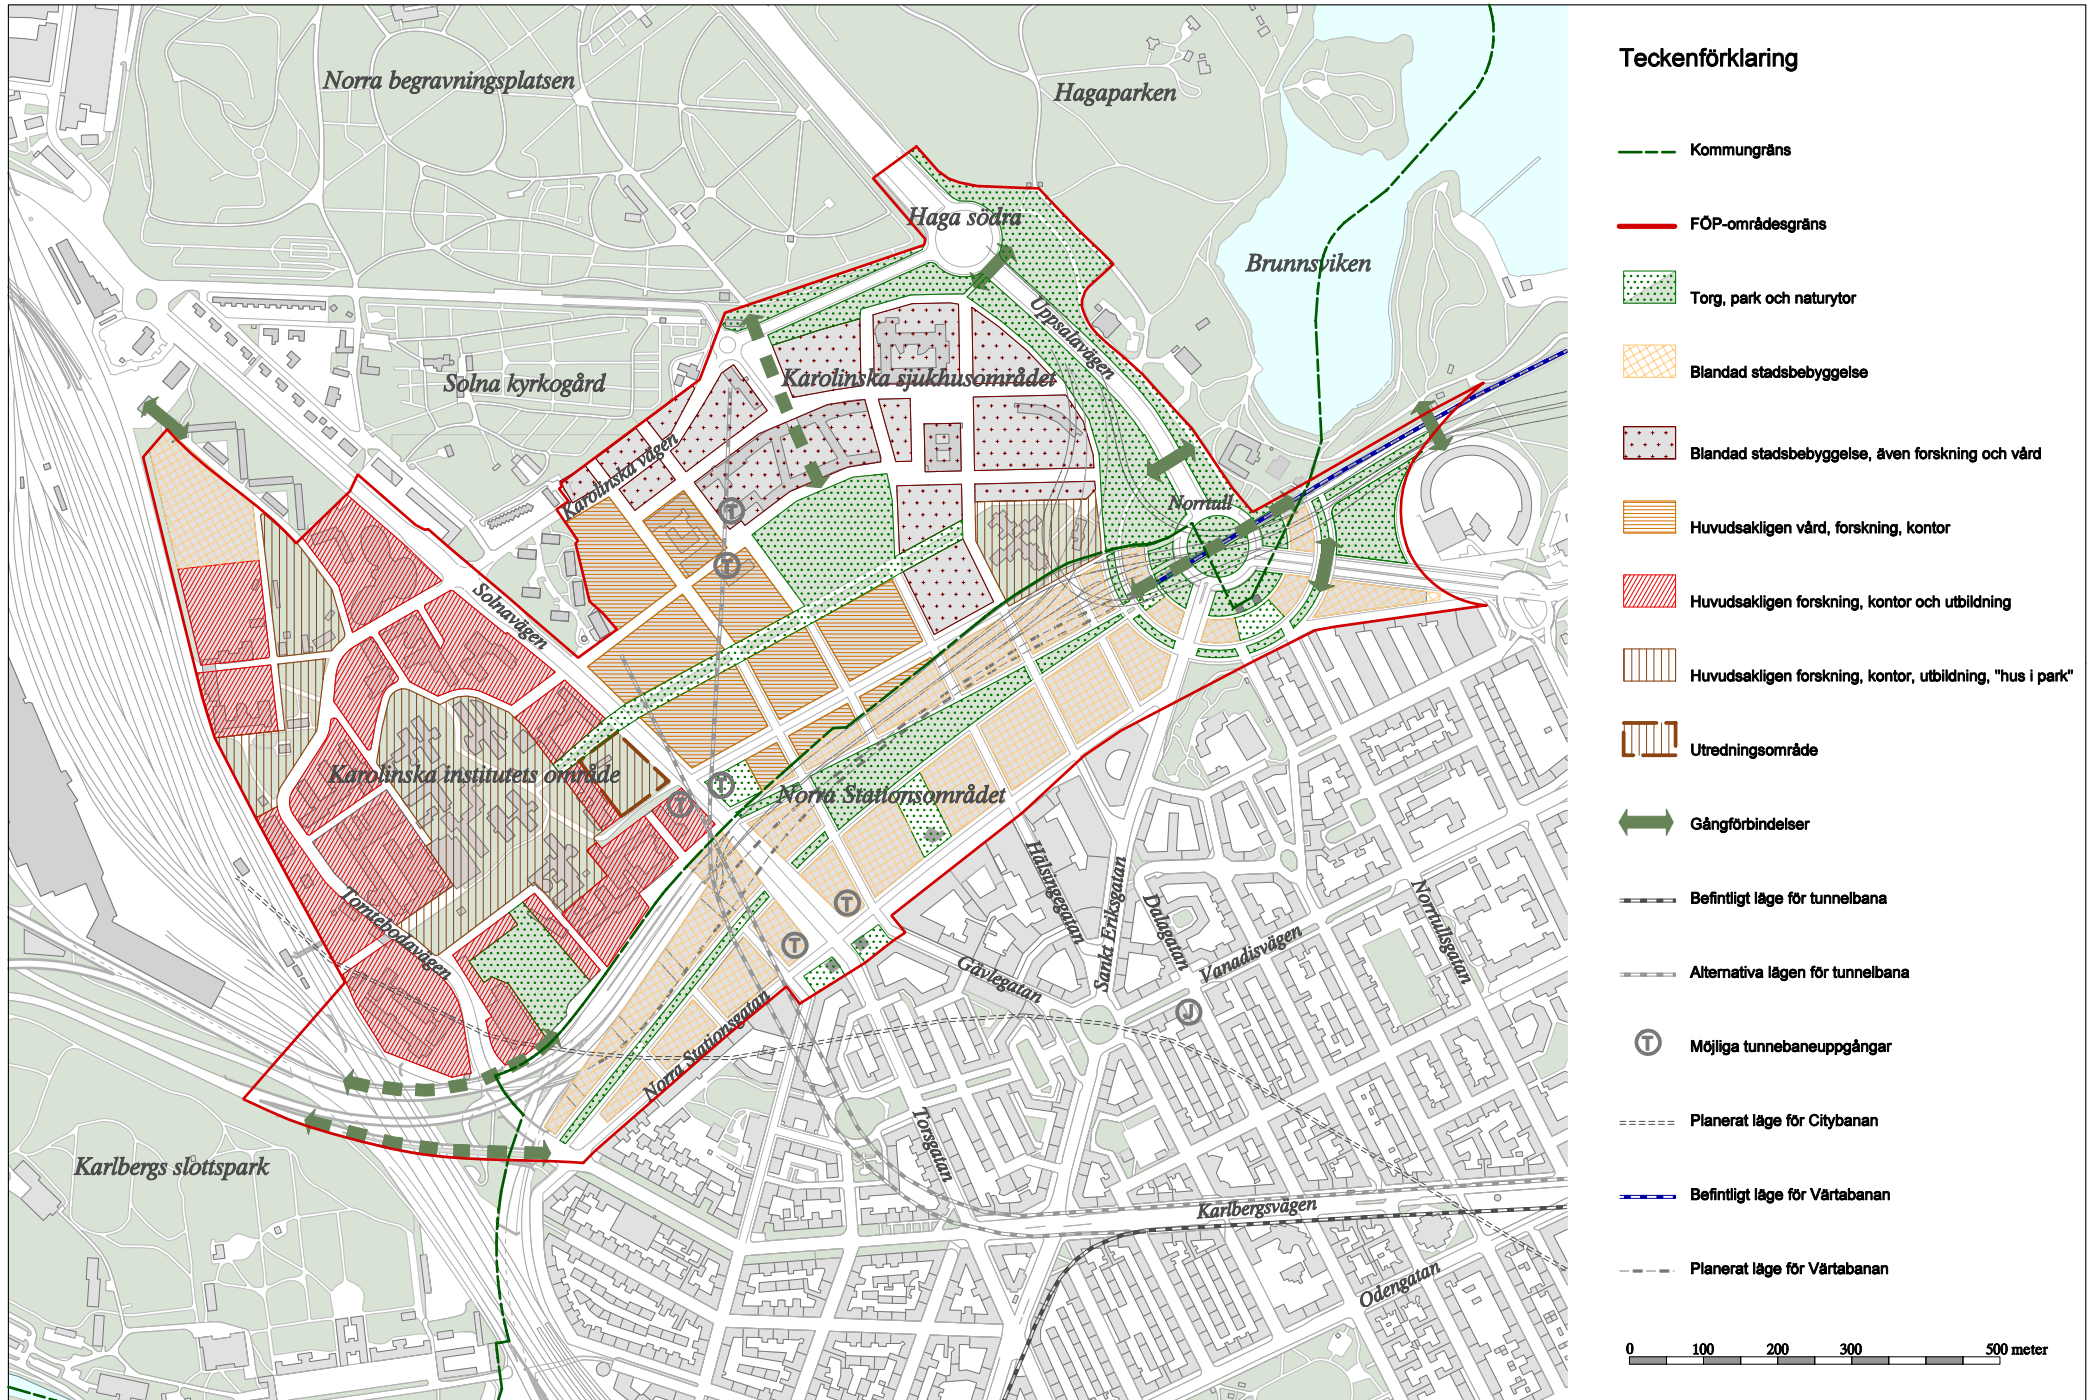 Norra begravningsplatsen
Hagaparken
Haga södra
Brunnsviken
Uppsalavägen
Solna kyrkogård
Karolinska sjukhusområdet
Karolinska vägen
Norrtull
T
T
Solnavägen
Karolinska institutets område
T
T
Norra Stationsområdet
Tomtebodavägen
T
T
Hälsingegatan
Sankt Eriksgatan
Dalagatan
Vanadisvägen
Norrtullsgatan
Gävlegatan
J
Norra Stationsgatan
Torsgatan
Karlbergs slottspark
Karlbergsvägen
Odengatan
Teckenförklaring
Kommungräns
FÖP-områdesgräns
Torg, park och naturytor
Blandad stadsbebyggelse
Blandad stadsbebyggelse, även forskning och vård
Huvudsakligen vård, forskning, kontor
Huvudsakligen forskning, kontor och utbildning
Huvudsakligen forskning, kontor, utbildning, "hus i park"
Utredningsområde
Gångförbindelser
Befintligt läge för tunnelbana
Alternativa lägen för tunnelbana
T Möjliga tunnebaneuppgångar
Planerat läge för Citybanan
Befintligt läge för Värtabanan
Planerat läge för Värtabanan
0 100 200 300 500 meter